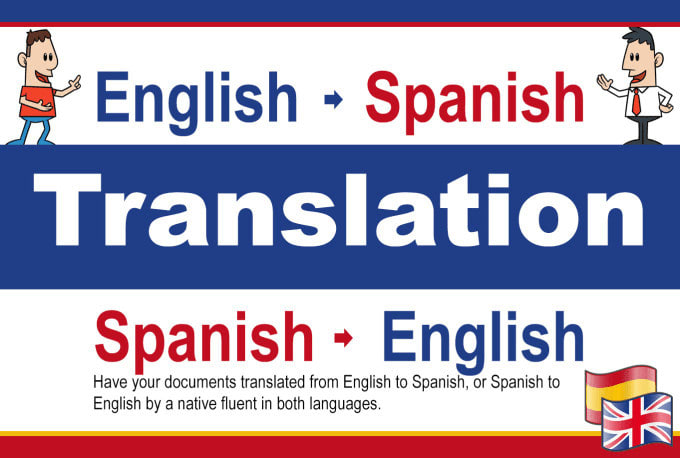 English → Spanish
Translation
Spanish → English
Have your documents translated from English to Spanish, or Spanish to
English by a native fluent in both languages.